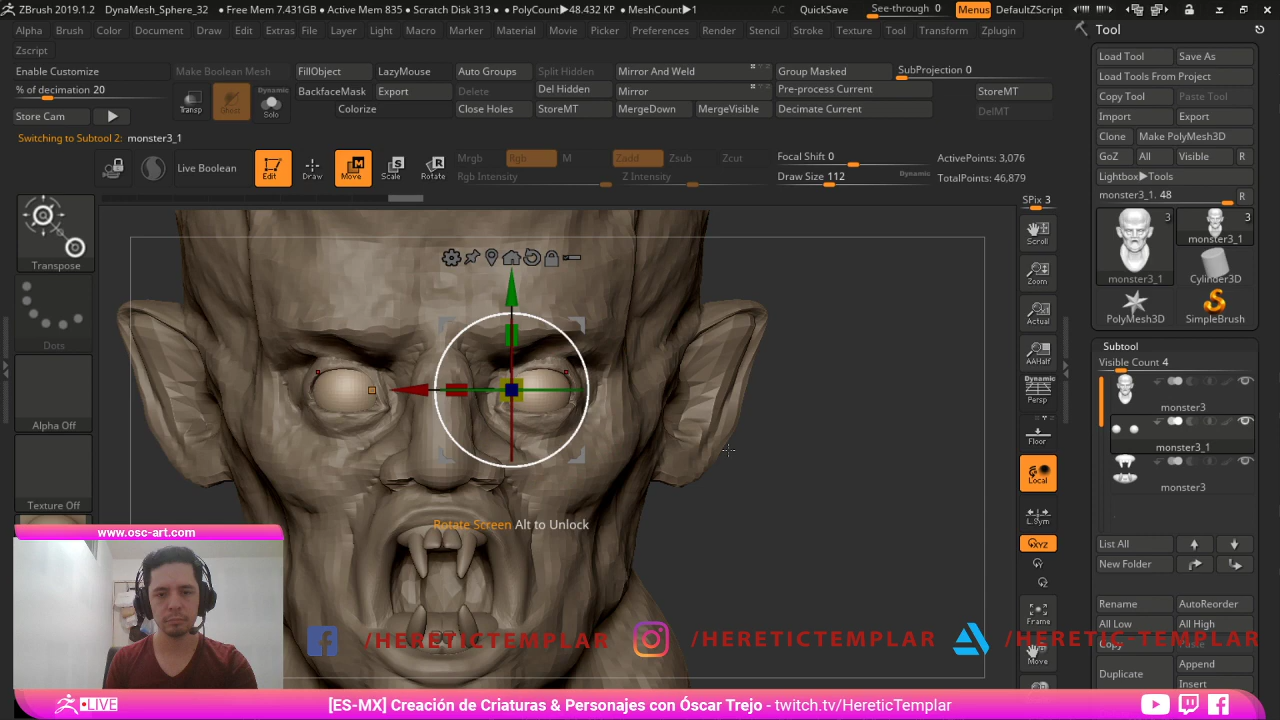 ZBrush 2019.1.2 DynaMesh_Sphere_32 • Free Mem 7.431GB • Active Mem 835 • Scratch Disk 313 • • PolyCount▶48.432 KP • MeshCount▶1 AC QuickSave See-through 0 Menus DefaultZScript
Alpha Brush Color Document Draw Edit Extras File Layer Light Macro Marker Material Movie Picker Preferences Render Stencil Stroke Texture Tool Transform Zplugin
Zscript
Enable Customize Make Boolean Mesh FillObject LazyMouse Auto Groups Split Hidden Mirror And Weld Group Masked SubProjection 0
% of decimation 20 Transp Ghost Dynamic Solo BackfaceMask Export Delete Del Hidden Mirror Pre-process Current StoreMT
Store Cam Colorize Close Holes StoreMT MergeDown MergeVisible Decimate Current DelMT
Switching to Subtool 2: monster3_1
Live Boolean Edit Draw Move Scale Rotate Mrgb Rgb M Zadd Zsub Zcut Focal Shift 0 ActivePoints: 3,076
Rgb Intensity Z Intensity Draw Size 112 Dynamic TotalPoints: 46,879
Transpose
Dots
Alpha Off
Texture Off
Rotate Screen Alt to Unlock
SPix 3
Scroll
Zoom
Actual
AAHalf
Dynamic
Persp
Floor
Local
L.Sym
XYZ
Frame
Move
Tool
Load Tool Save As
Load Tools From Project
Copy Tool Paste Tool
Import Export
Clone Make PolyMesh3D
GoZ All Visible R
Lightbox▶Tools
monster3_1. 48 R
3 3
monster3_1
monster3_1 Cylinder3D
PolyMesh3D SimpleBrush
Subtool
Visible Count 4
monster3
monster3_1
monster3
List All
New Folder
Rename AutoReorder
All Low All High
Copy Paste
Duplicate Append
Insert
www.osc-art.com
/HERETICTEMPLAR /HERETICTEMPLAR /HERETIC_TEMPLAR
LIVE [ES-MX] Creación de Criaturas & Personajes con Óscar Trejo - twitch.tv/HereticTemplar